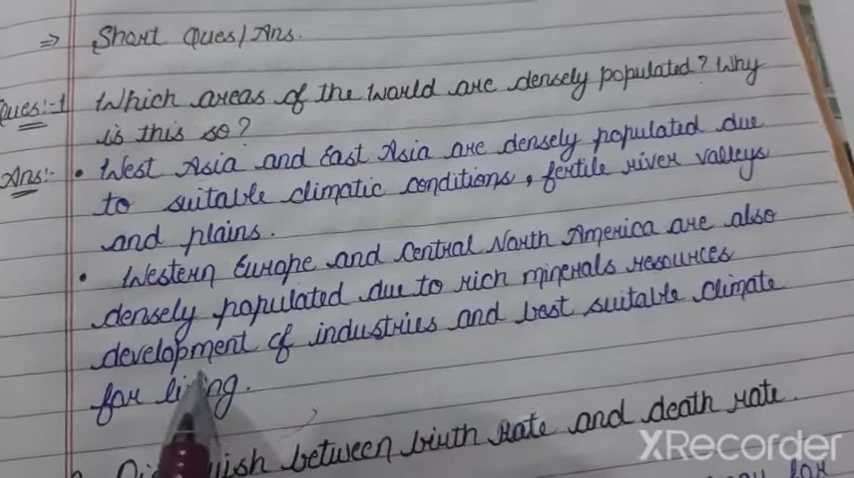 ⇒ Short Ques/Ans.
Ques:-1 Which areas of the world are densely populated? Why
is this so?
Ans:- • West Asia and East Asia are densely populated due
to suitable climatic conditions, fertile river valleys
and plains.
• Western Europe and Central North America are also
densely populated due to rich minerals resources
development of industries and best suitable climate
for living.
between birth rate and death rate.
for
XRecorder